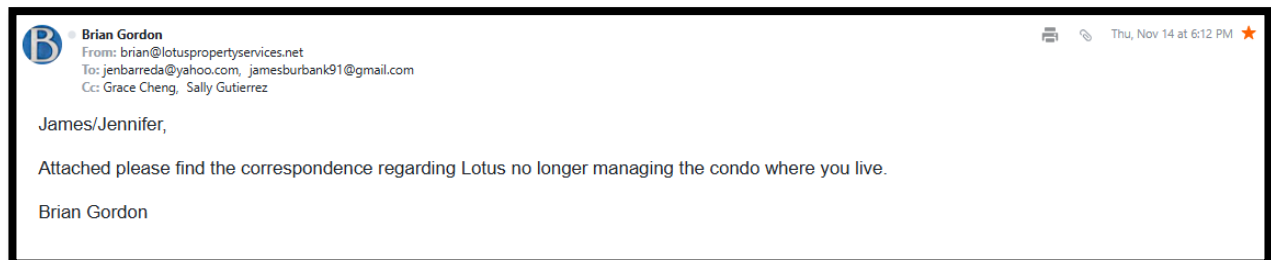 B
Brian Gordon
Thu, Nov 14 at 6:12 PM
From: brian@lotuspropertyservices.net
To: jenbarreda@yahoo.com, jamesburbank91@gmail.com
Cc: Grace Cheng, Sally Gutierrez
James/Jennifer,
Attached please find the correspondence regarding Lotus no longer managing the condo where you live.
Brian Gordon